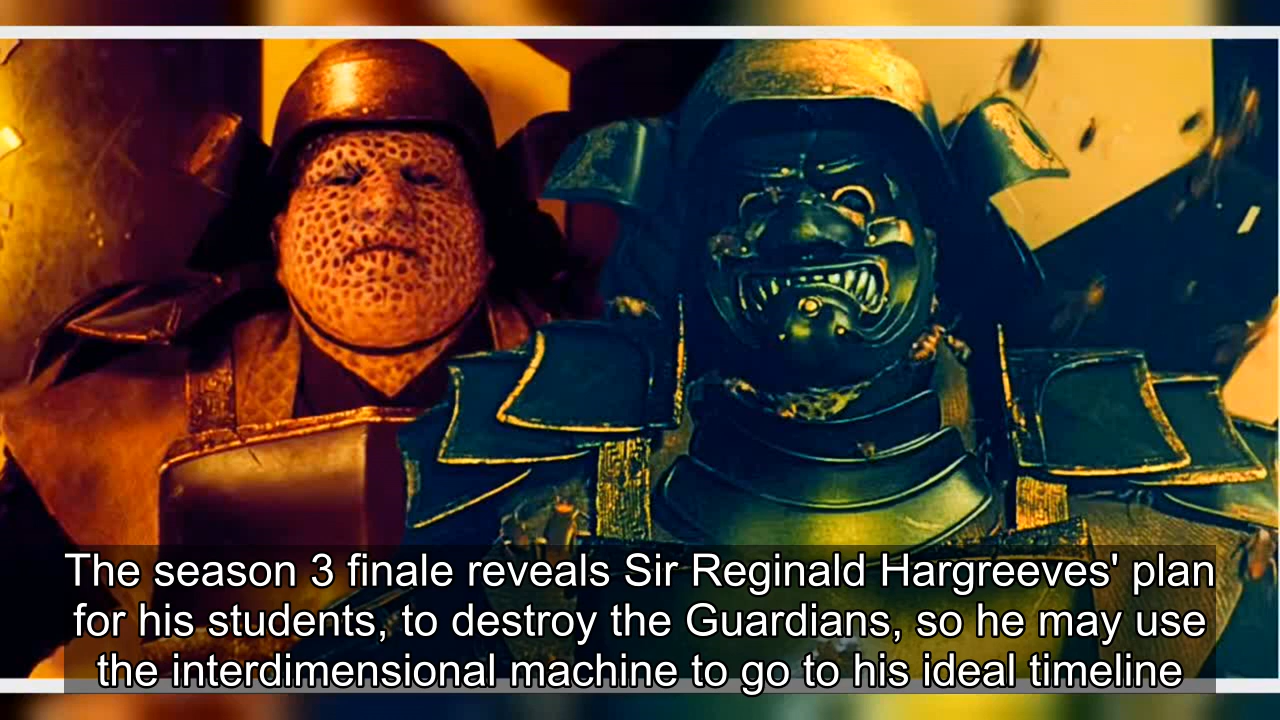 The season 3 finale reveals Sir Reginald Hargreeves' plan
for his students, to destroy the Guardians, so he may use
the interdimensional machine to go to his ideal timeline